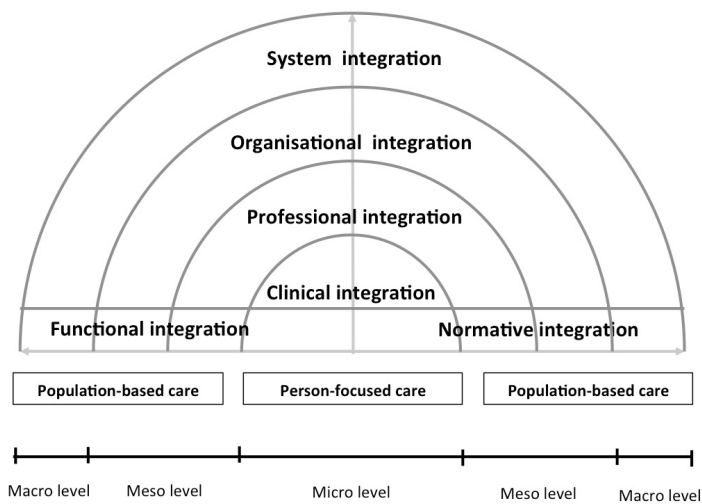 System integration
Organisational integration
Professional integration
Clinical integration
Functional integration
Normative integration
Population-based care
Person-focused care
Population-based care
Macro level
Meso level
Micro level
Meso level
Macro level